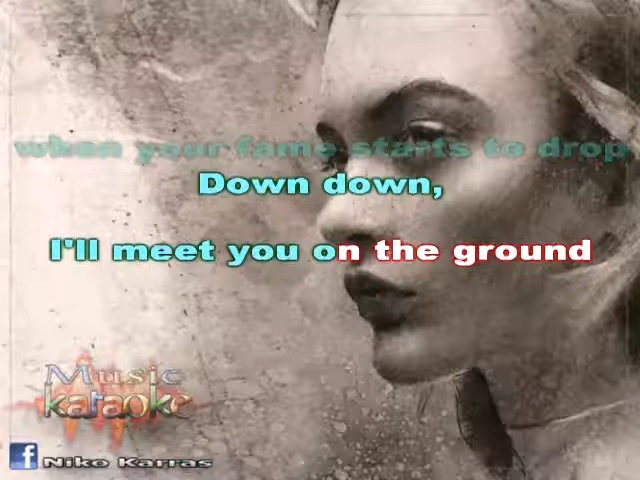 when your fame starts to drop
Down down,
I'll meet you on the ground
Music
karaoke
f Niko Karras